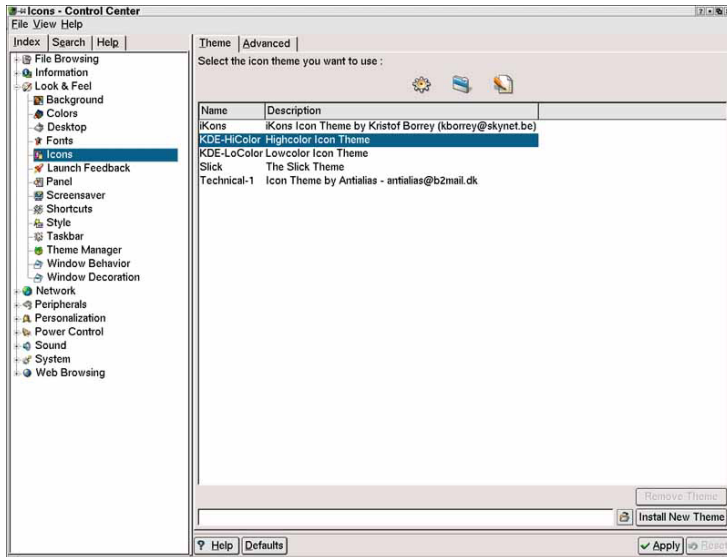 Icons - Control Center
File View Help
Index Search Help
File Browsing
Information
Look & Feel
Background
Colors
Desktop
Fonts
Icons
Launch Feedback
Panel
Screensaver
Shortcuts
Style
Taskbar
Theme Manager
Window Behavior
Window Decoration
Network
Peripherals
Personalization
Power Control
Sound
System
Web Browsing
Theme Advanced
Select the icon theme you want to use :
Name Description
iKons iKons Icon Theme by Kristof Borrey (kborrey@skynet.be)
KDE-HiColor Highcolor Icon Theme
KDE-LoColor Lowcolor Icon Theme
Slick The Slick Theme
Technical-1 Icon Theme by Antialias - antialias@b2mail.dk
Remove Theme
Install New Theme
? Help Defaults
Apply Reset